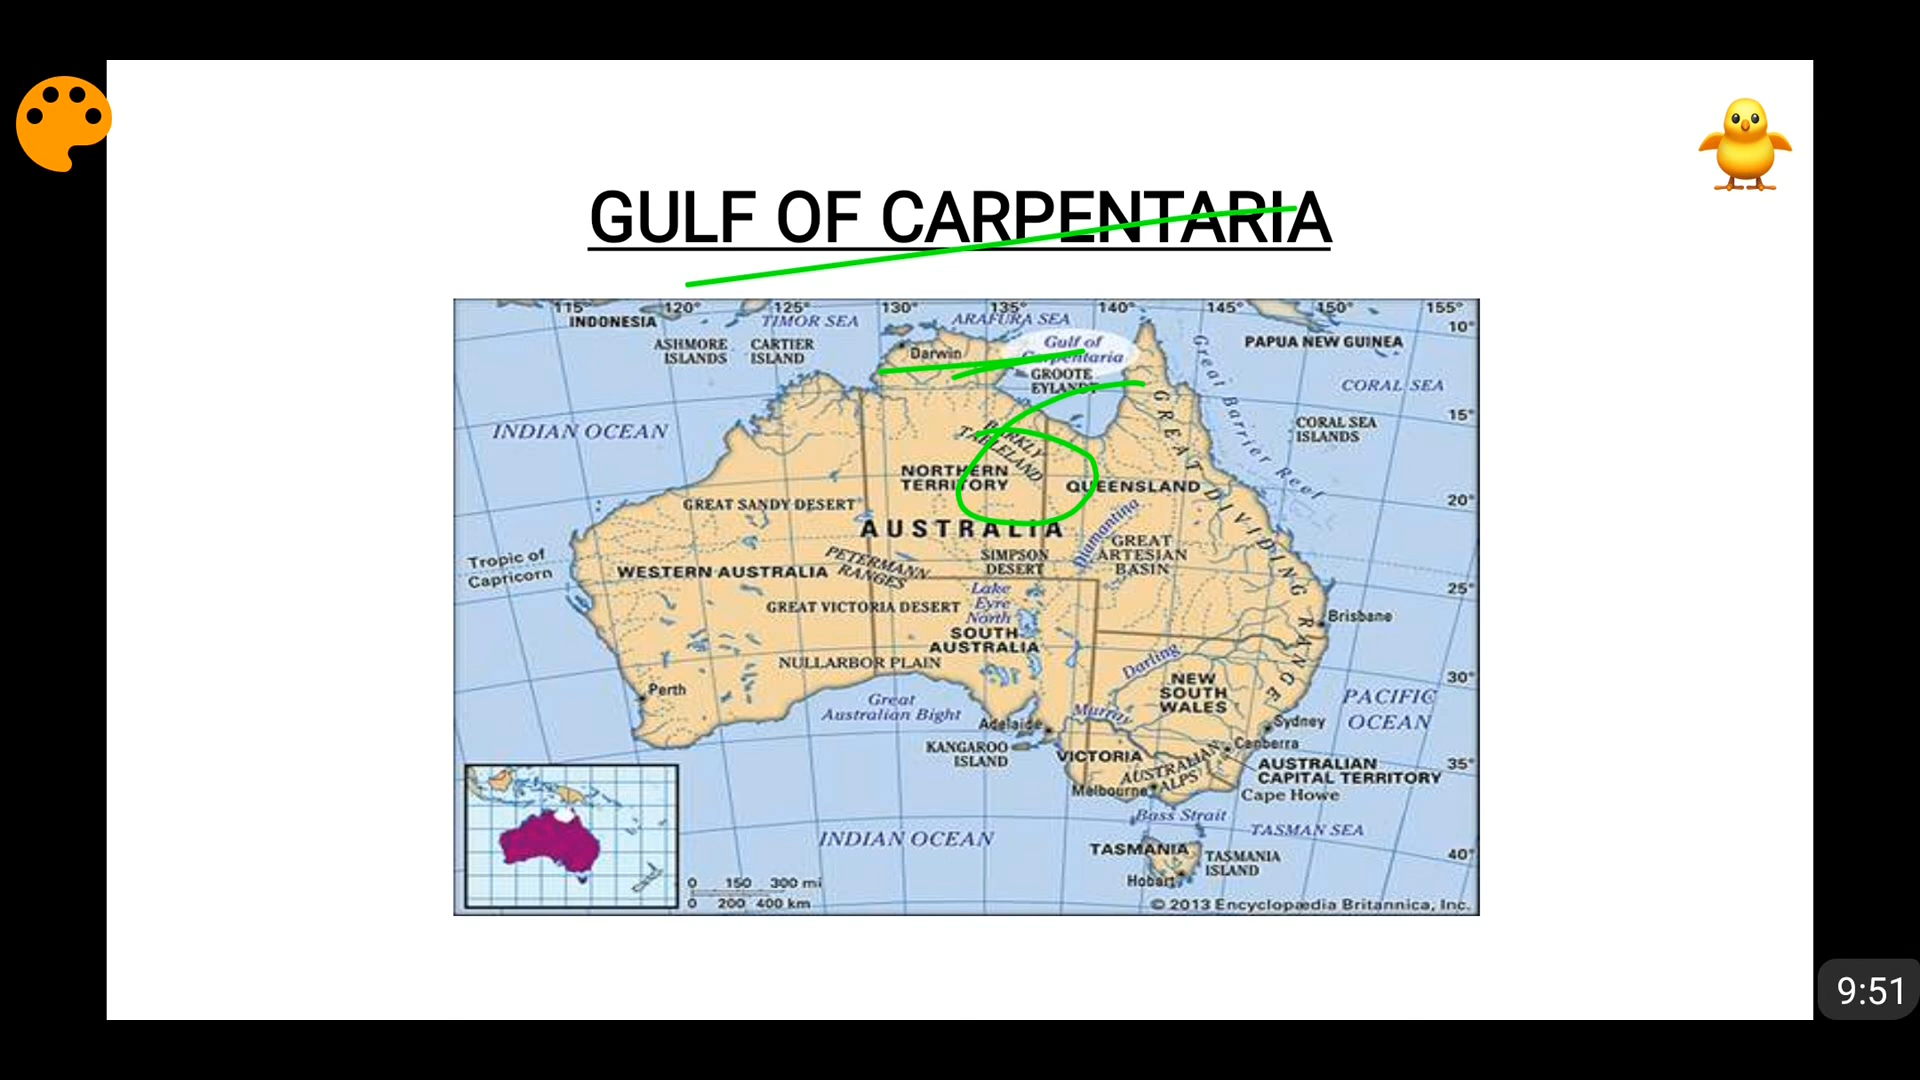 GULF OF CARPENTARIA
115° 120° 125° 130° 135° 140° 145° 150° 155°
INDONESIA
TIMOR SEA
ARAFURA SEA
10°
ASHMORE
ISLANDS
CARTIER
ISLAND
Darwin
Gulf of
Carpentaria
GROOTE
EYLANDT
PAPUA NEW GUINEA
CORAL SEA
Great Barrier Reef
15°
CORAL SEA
ISLANDS
INDIAN OCEAN
BARKLY
TABLELAND
NORTHERN
TERRITORY
QUEENSLAND
GREAT DIVIDING RANGE
20°
GREAT SANDY DESERT
AUSTRALIA
Diamantina
GREAT
ARTESIAN
BASIN
SIMPSON
DESERT
Tropic of
Capricorn
WESTERN AUSTRALIA
PETERMANN
RANGES
25°
GREAT VICTORIA DESERT
Lake
Eyre
North
Brisbane
SOUTH
AUSTRALIA
NULLARBOR PLAIN
Darling
30°
Perth
NEW
SOUTH
WALES
PACIFIC
OCEAN
Great
Australian Bight
Adelaide
Murray
Sydney
KANGAROO
ISLAND
VICTORIA
Canberra
AUSTRALIAN
ALPS
AUSTRALIAN
CAPITAL TERRITORY
35°
Melbourne
Cape Howe
Bass Strait
TASMAN SEA
INDIAN OCEAN
TASMANIA
TASMANIA
ISLAND
40°
Hobart
0 150 300 mi
0 200 400 km
© 2013 Encyclopædia Britannica, Inc.
9:51